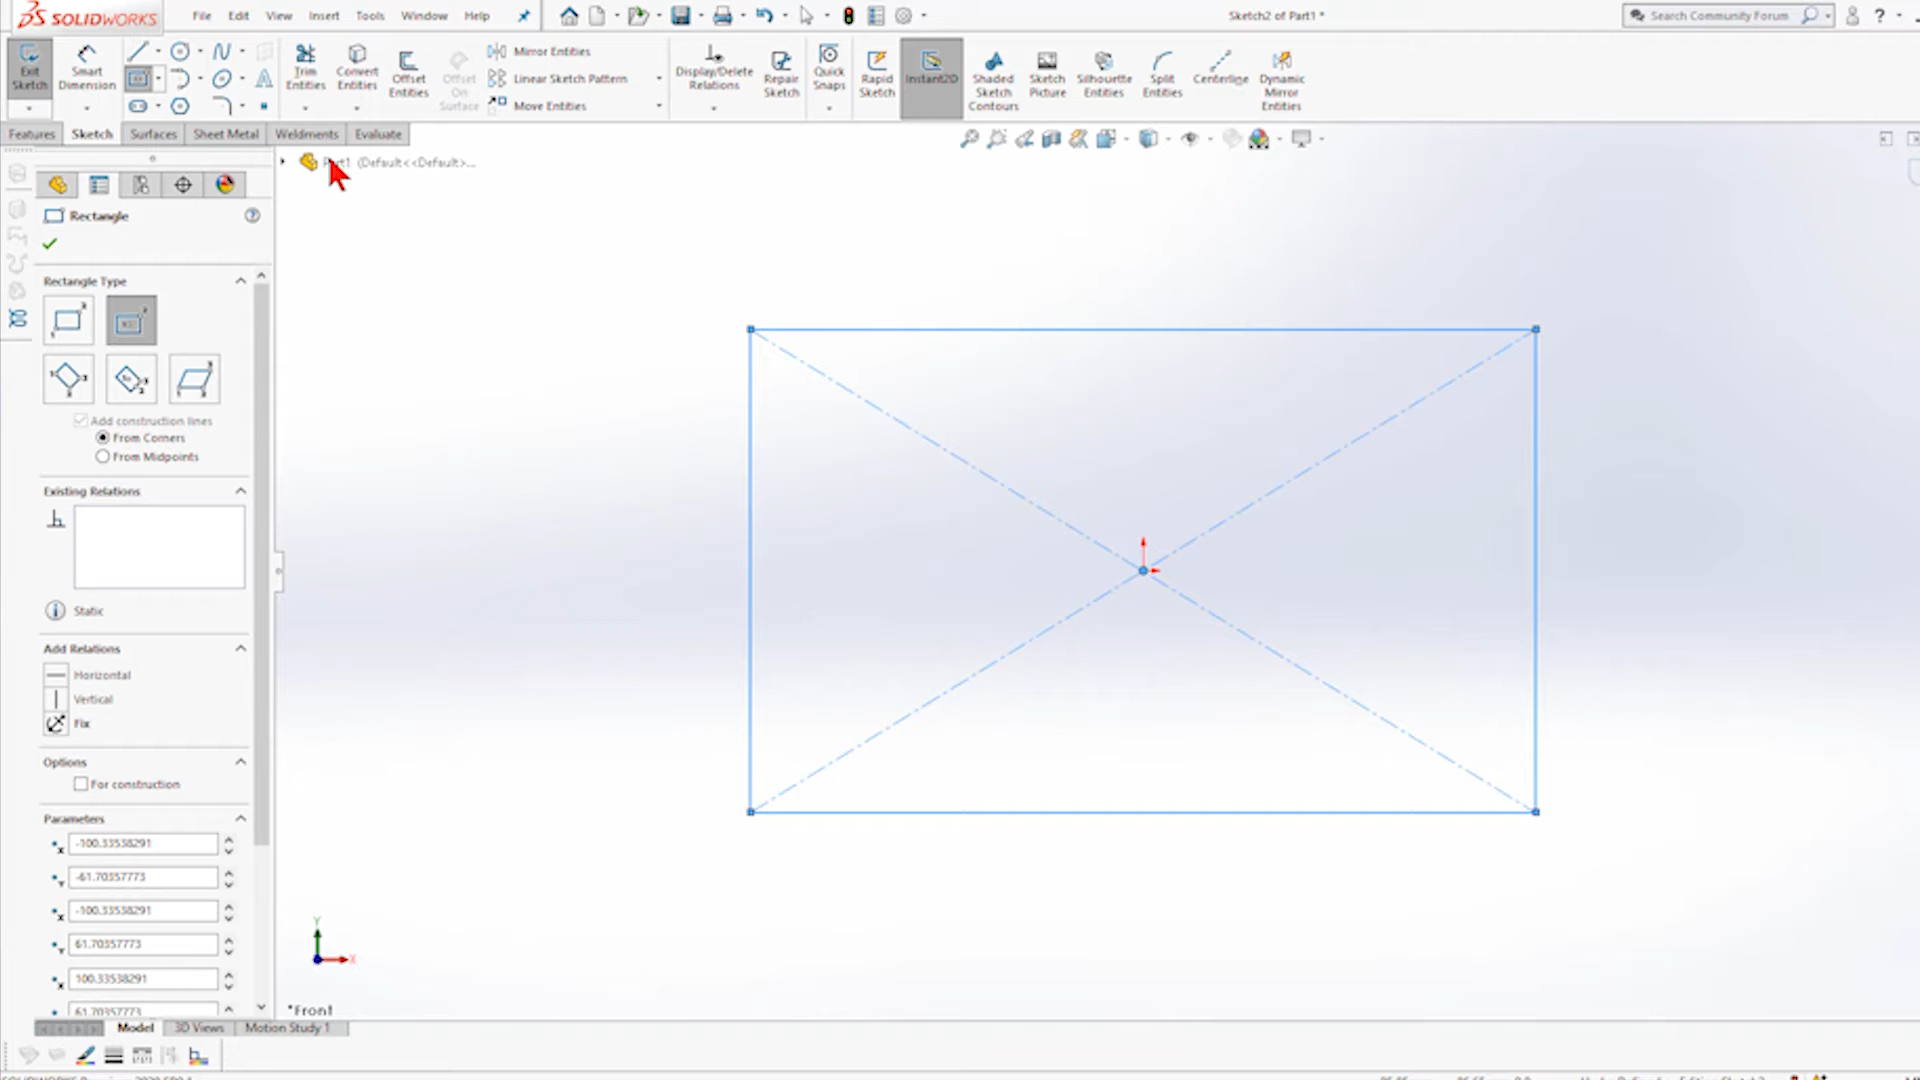 SOLIDWORKS
File Edit View Insert Tools Window Help
Sketch2 of Part1 *
Search Community Forum
?
Exit Sketch
Smart Dimension
Trim Entities
Convert Entities
Offset Entities
Offset On Surface
Mirror Entities
Linear Sketch Pattern
Move Entities
Display/Delete Relations
Repair Sketch
Quick Snaps
Rapid Sketch
Instant2D
Shaded Sketch Contours
Sketch Picture
Silhouette Entities
Split Entities
Centerline
Dynamic Mirror Entities
Features Sketch Surfaces Sheet Metal Weldments Evaluate
Part1 (Default<<Default>...
Rectangle
Rectangle Type
Add construction lines
From Corners
From Midpoints
Existing Relations
Static
Add Relations
Horizontal
Vertical
Fix
Options
For construction
Parameters
-100.33538291
-61.70357773
-100.33538291
61.70357773
100.33538291
61.70357773
Y
X
*Front
Model 3D Views Motion Study 1